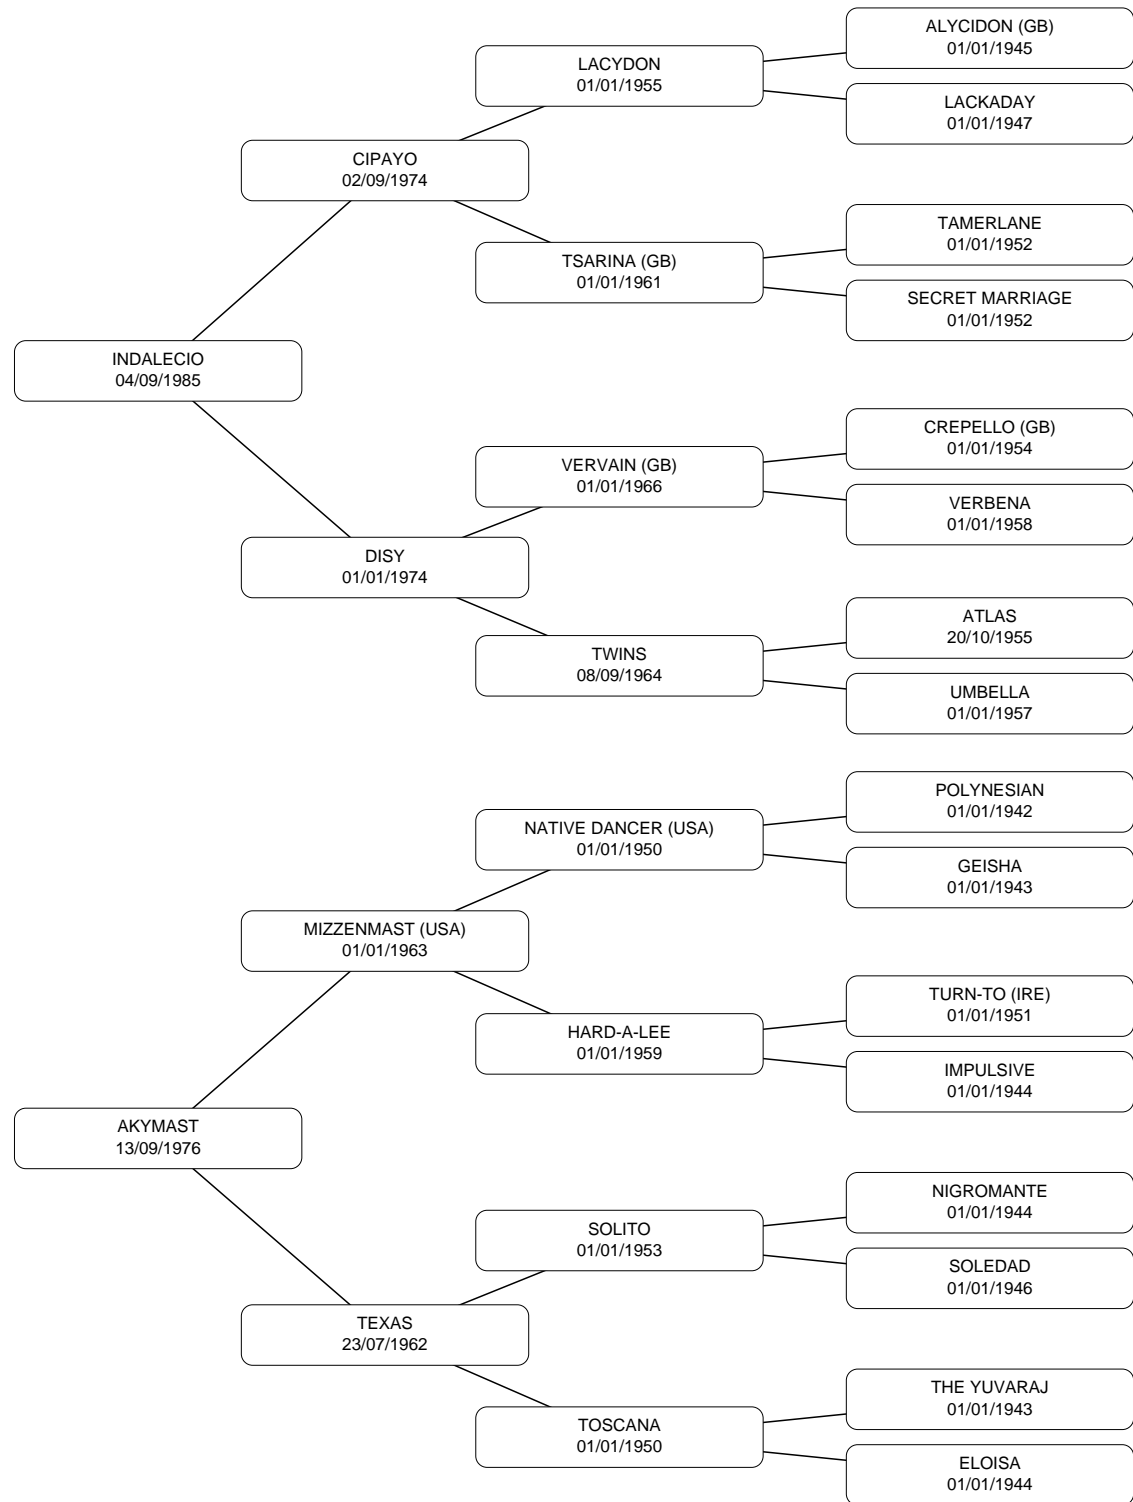 ALYCIDON (GB)
01/01/1945
LACYDON
01/01/1955
LACKADAY
01/01/1947
CIPAYO
02/09/1974
TAMERLANE
01/01/1952
TSARINA (GB)
01/01/1961
SECRET MARRIAGE
01/01/1952
INDALECIO
04/09/1985
CREPELLO (GB)
01/01/1954
VERVAIN (GB)
01/01/1966
VERBENA
01/01/1958
DISY
01/01/1974
ATLAS
20/10/1955
TWINS
08/09/1964
UMBELLA
01/01/1957
POLYNESIAN
01/01/1942
NATIVE DANCER (USA)
01/01/1950
GEISHA
01/01/1943
MIZZENMAST (USA)
01/01/1963
TURN-TO (IRE)
01/01/1951
HARD-A-LEE
01/01/1959
IMPULSIVE
01/01/1944
AKYMAST
13/09/1976
NIGROMANTE
01/01/1944
SOLITO
01/01/1953
SOLEDAD
01/01/1946
TEXAS
23/07/1962
THE YUVARAJ
01/01/1943
TOSCANA
01/01/1950
ELOISA
01/01/1944